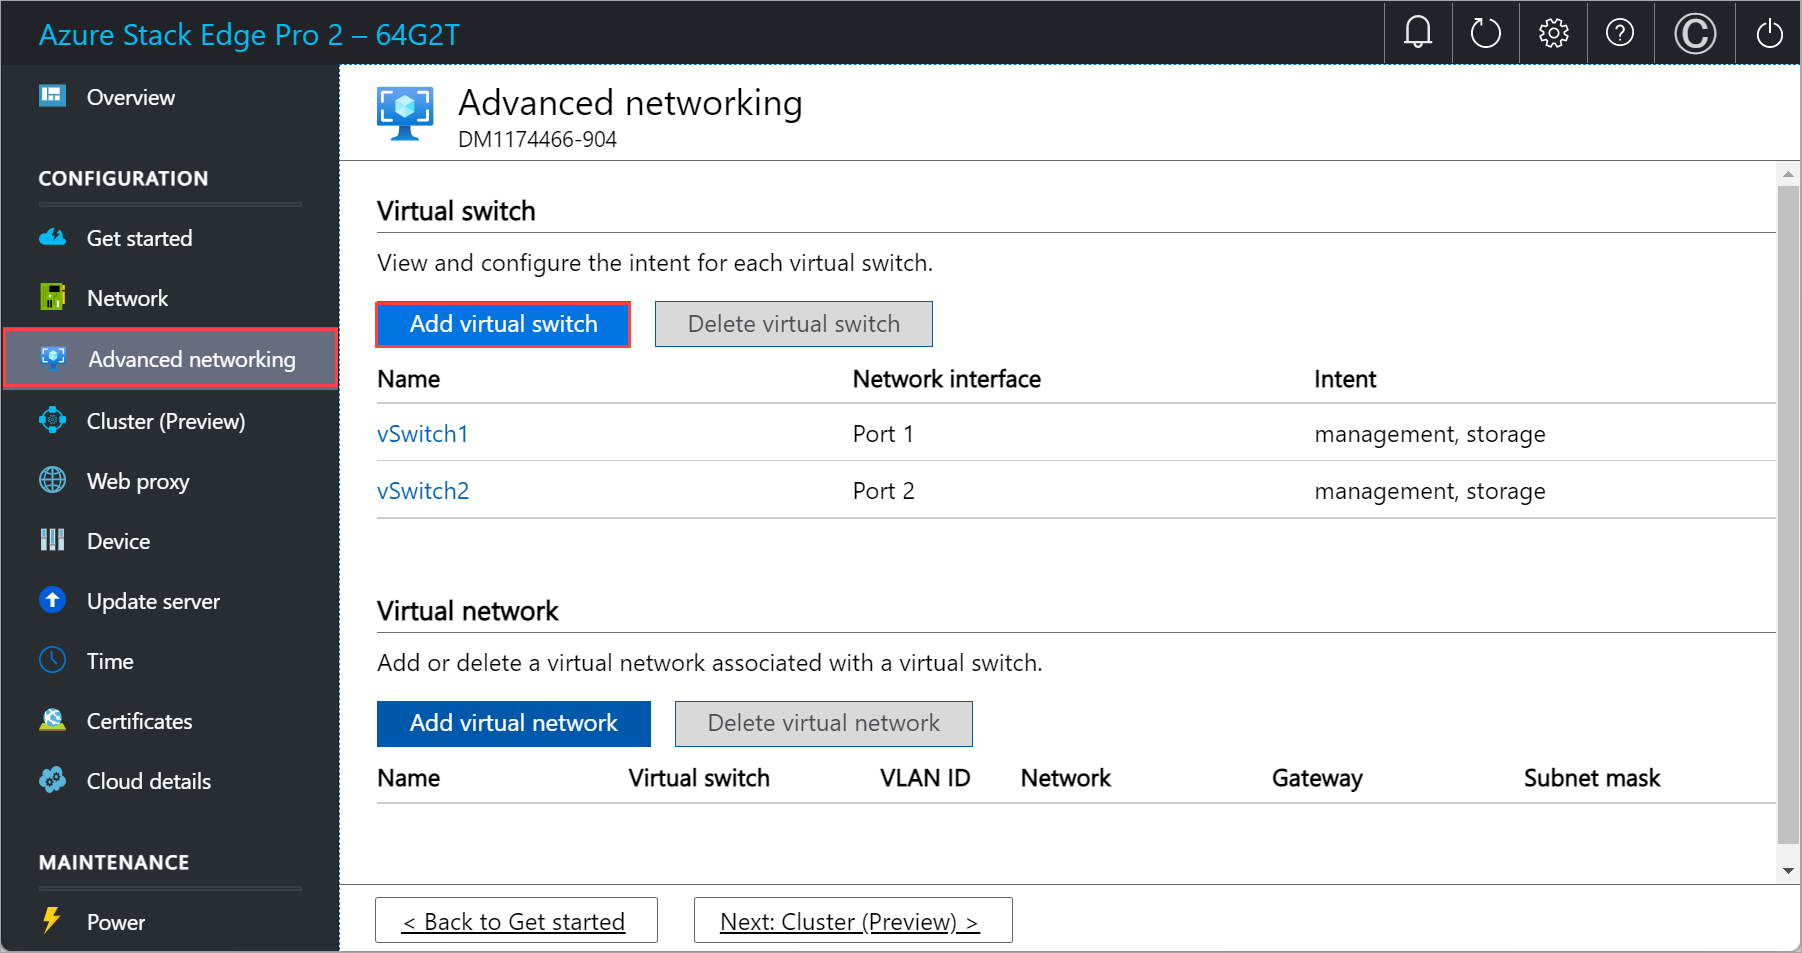 Azure Stack Edge Pro 2 – 64G2T
Overview
CONFIGURATION
Get started
Network
Advanced networking
Cluster (Preview)
Web proxy
Device
Update server
Time
Certificates
Cloud details
MAINTENANCE
Power
Advanced networking
DM1174466-904
Virtual switch
View and configure the intent for each virtual switch.
Add virtual switch Delete virtual switch
Name Network interface Intent
vSwitch1 Port 1 management, storage
vSwitch2 Port 2 management, storage
Virtual network
Add or delete a virtual network associated with a virtual switch.
Add virtual network Delete virtual network
Name Virtual switch VLAN ID Network Gateway Subnet mask
< Back to Get started Next: Cluster (Preview) >